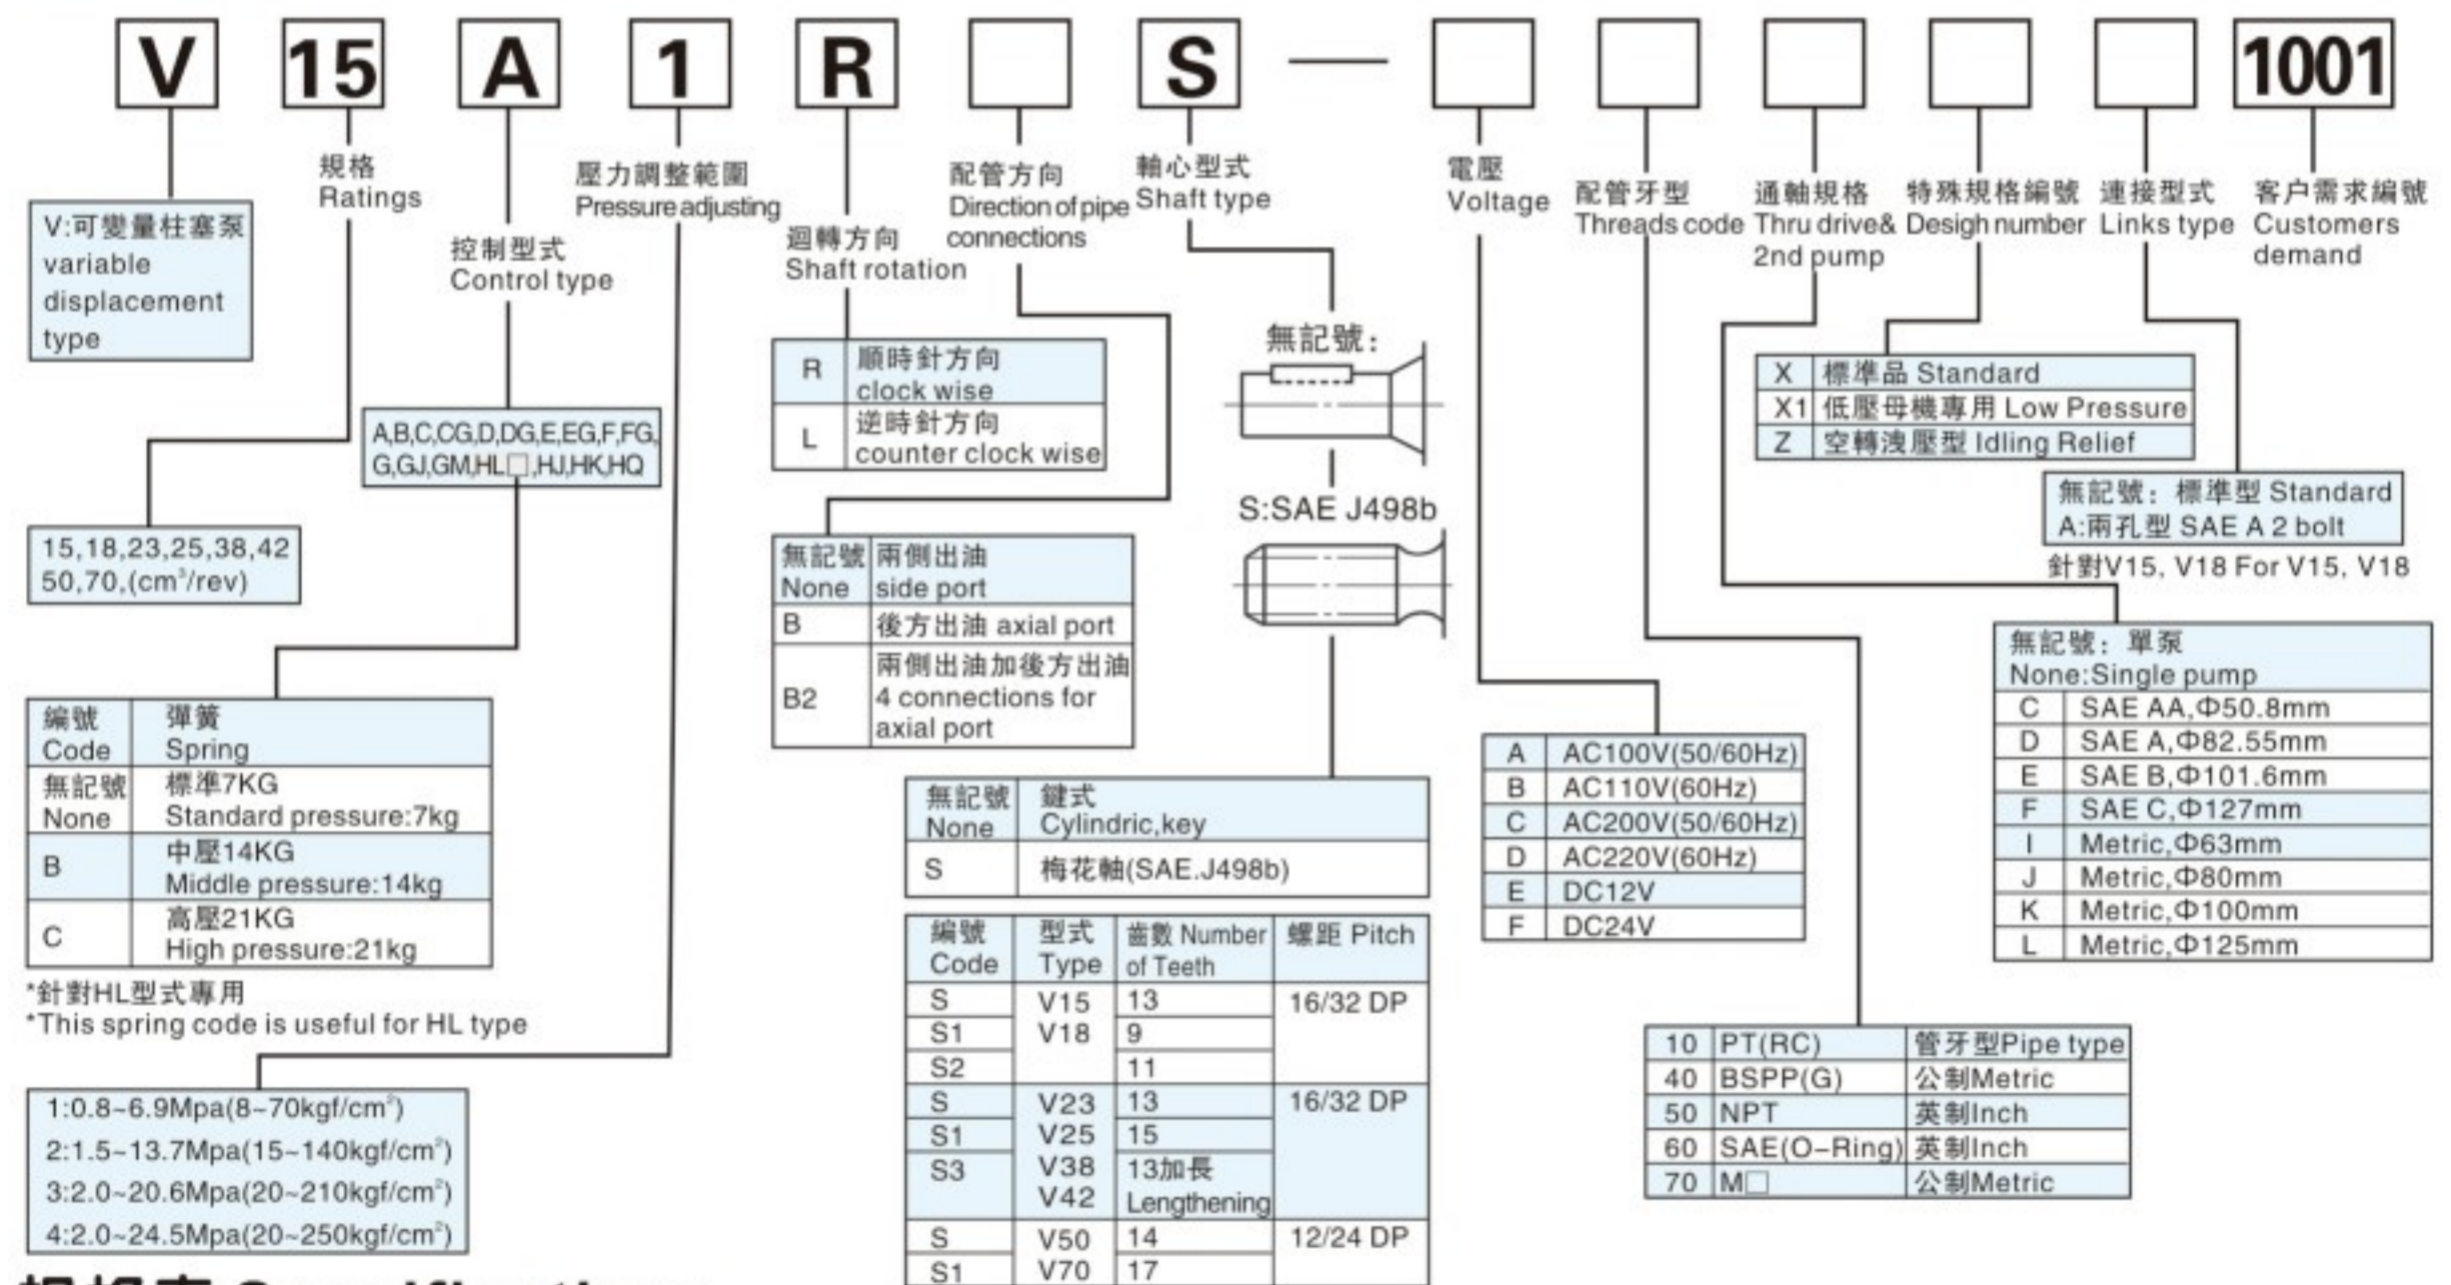 V 15 A 1 R S — 1001
V:可變量柱塞泵
variable
displacement
type
規格
Ratings
控制型式
Control type
壓力調整範圍
Pressure adjusting
迴轉方向
Shaft rotation
配管方向
Direction of pipe
connections
軸心型式
Shaft type
電壓
Voltage
配管牙型
Threads code
通軸規格
Thru drive&
2nd pump
特殊規格編號
Desigh number
連接型式
Links type
客户需求編號
Customers
demand
A,B,C,CG,D,DG,E,EG,F,FG,
G,GJ,GM,HL□,HJ,HK,HQ
15,18,23,25,38,42
50,70,(cm³/rev)
編號 彈簧
Code Spring
無記號 標準7KG
None Standard pressure:7kg
B 中壓14KG
Middle pressure:14kg
C 高壓21KG
High pressure:21kg
*針對HL型式專用
*This spring code is useful for HL type
1:0.8~6.9Mpa(8~70kgf/cm²)
2:1.5~13.7Mpa(15~140kgf/cm²)
3:2.0~20.6Mpa(20~210kgf/cm²)
4:2.0~24.5Mpa(20~250kgf/cm²)
R 順時針方向
clock wise
L 逆時針方向
counter clock wise
無記號 兩側出油
None side port
B 後方出油 axial port
兩側出油加後方出油
B2 4 connections for
axial port
無記號:
S:SAE J498b
無記號 鍵式
None Cylindric,key
S 梅花軸(SAE.J498b)
編號 型式 齒數 Number 螺距 Pitch
Code Type of Teeth
S V15 13 16/32 DP
S1 V18 9
S2 11
S V23 13 16/32 DP
S1 V25 15
S3 V38 13加長
V42 Lengthening
S V50 14 12/24 DP
S1 V70 17
X 標準品 Standard
X1 低壓母機專用 Low Pressure
Z 空轉洩壓型 Idling Relief
無記號: 標準型 Standard
A:兩孔型 SAE A 2 bolt
針對V15, V18 For V15, V18
無記號: 單泵
None:Single pump
C SAE AA,Φ50.8mm
D SAE A,Φ82.55mm
E SAE B,Φ101.6mm
F SAE C,Φ127mm
I Metric,Φ63mm
J Metric,Φ80mm
K Metric,Φ100mm
L Metric,Φ125mm
A AC100V(50/60Hz)
B AC110V(60Hz)
C AC200V(50/60Hz)
D AC220V(60Hz)
E DC12V
F DC24V
10 PT(RC) 管牙型Pipe type
40 BSPP(G) 公制Metric
50 NPT 英制Inch
60 SAE(O-Ring) 英制Inch
70 M□ 公制Metric